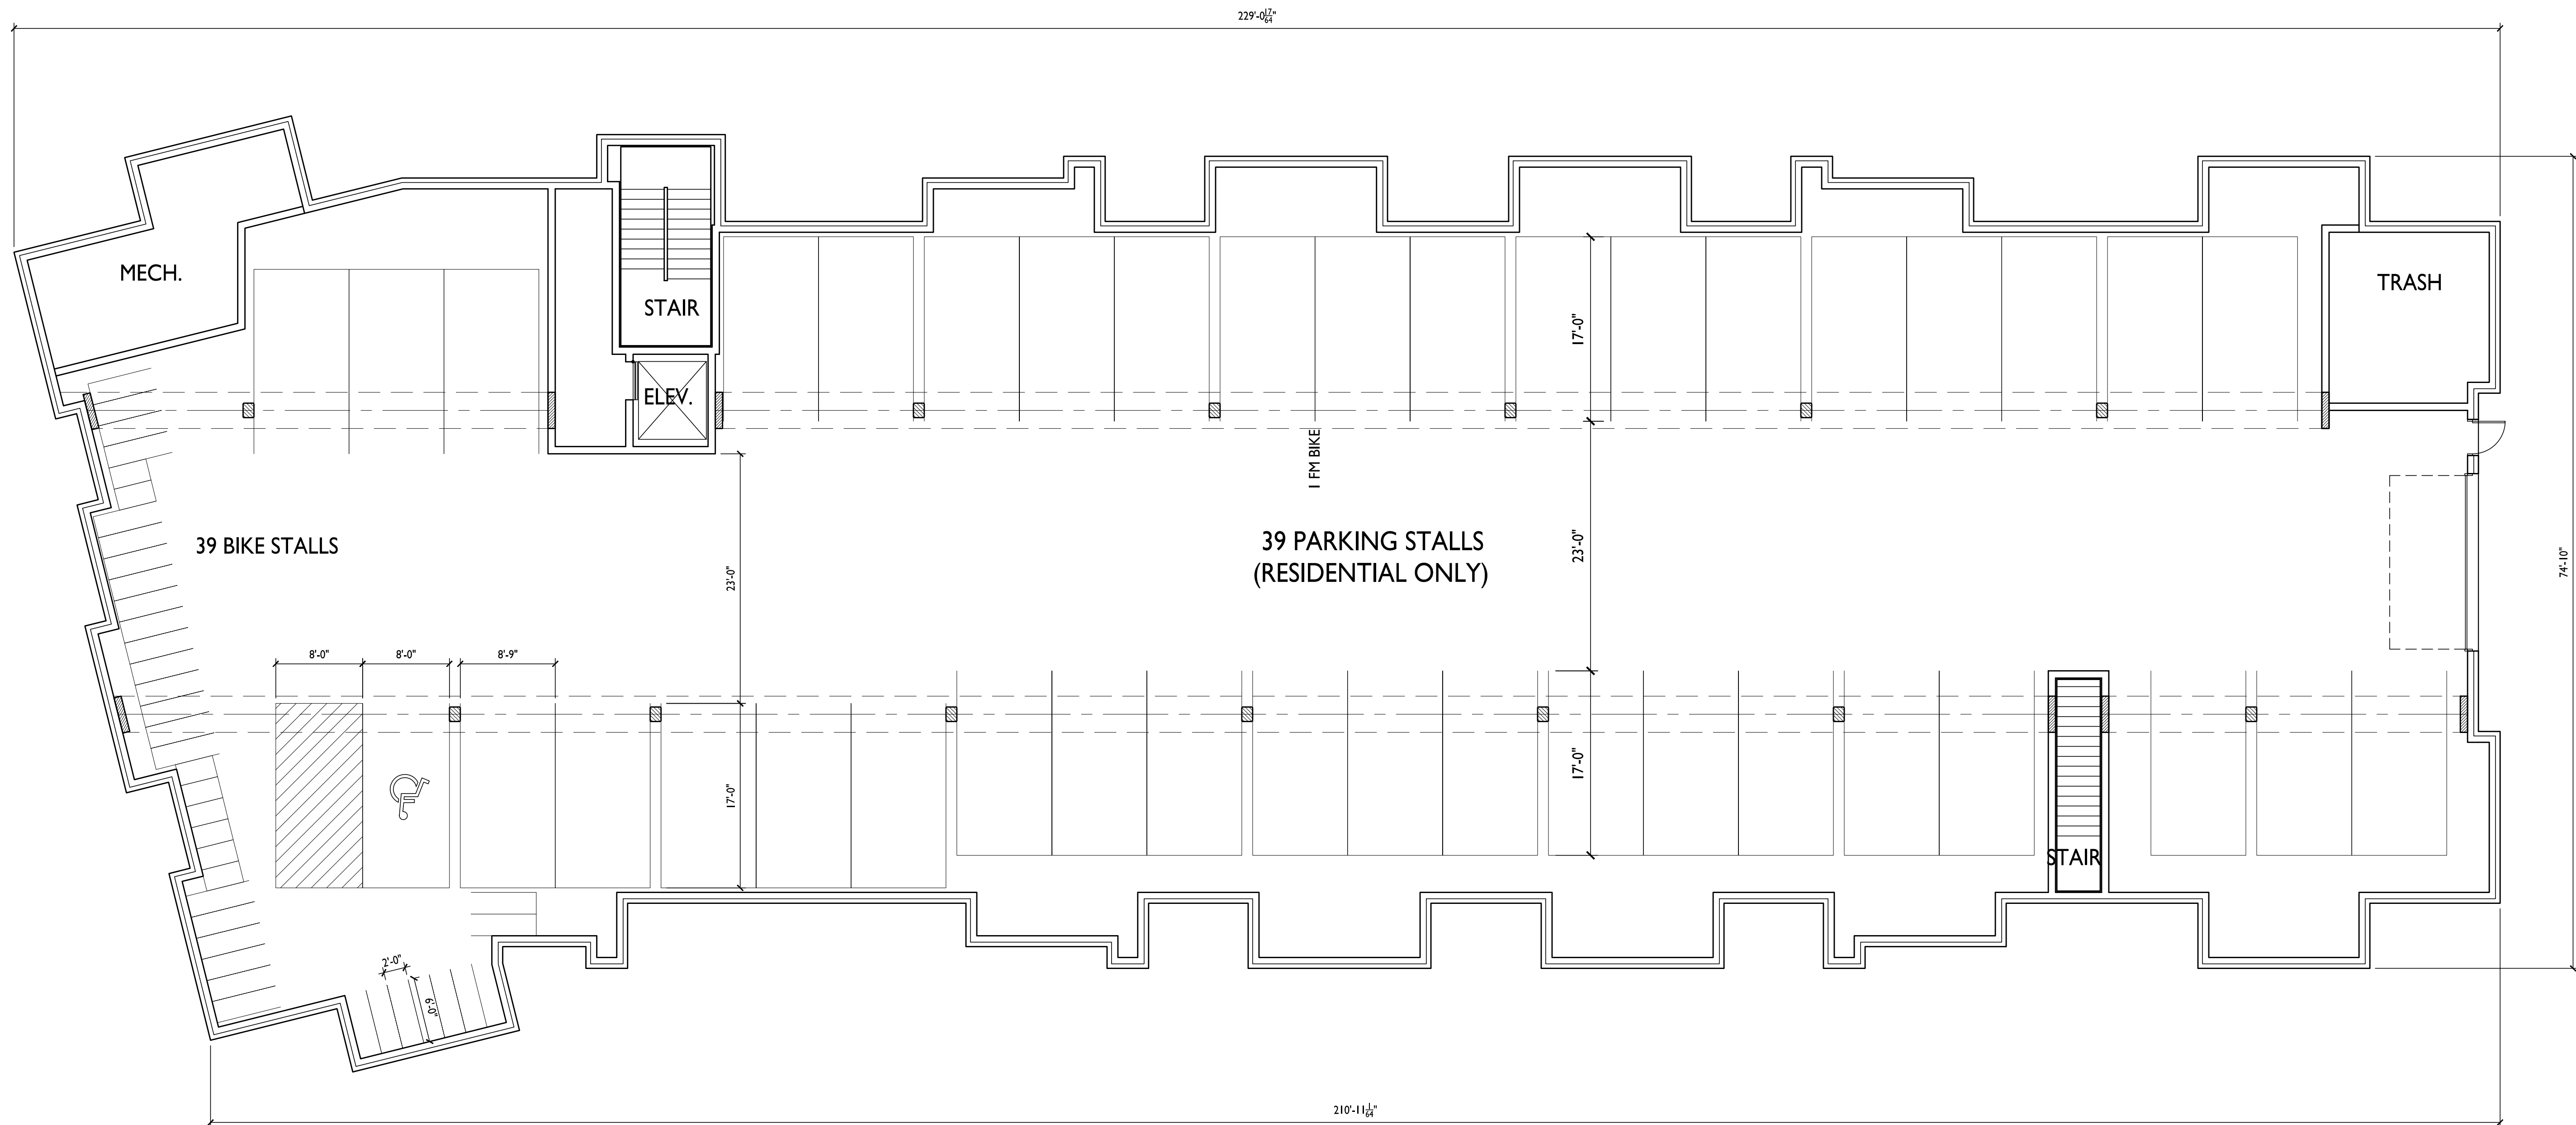 229'-0 17/64"
MECH.
STAIR
TRASH
17'-0"
ELEV.
1 FM BIKE
39 BIKE STALLS
39 PARKING STALLS
(RESIDENTIAL ONLY)
23'-0"
23'-0"
74'-10"
8'-0"
8'-0"
8'-9"
17'-0"
17'-0"
STAIR
2'-0"
6'-0"
210'-11 1/64"